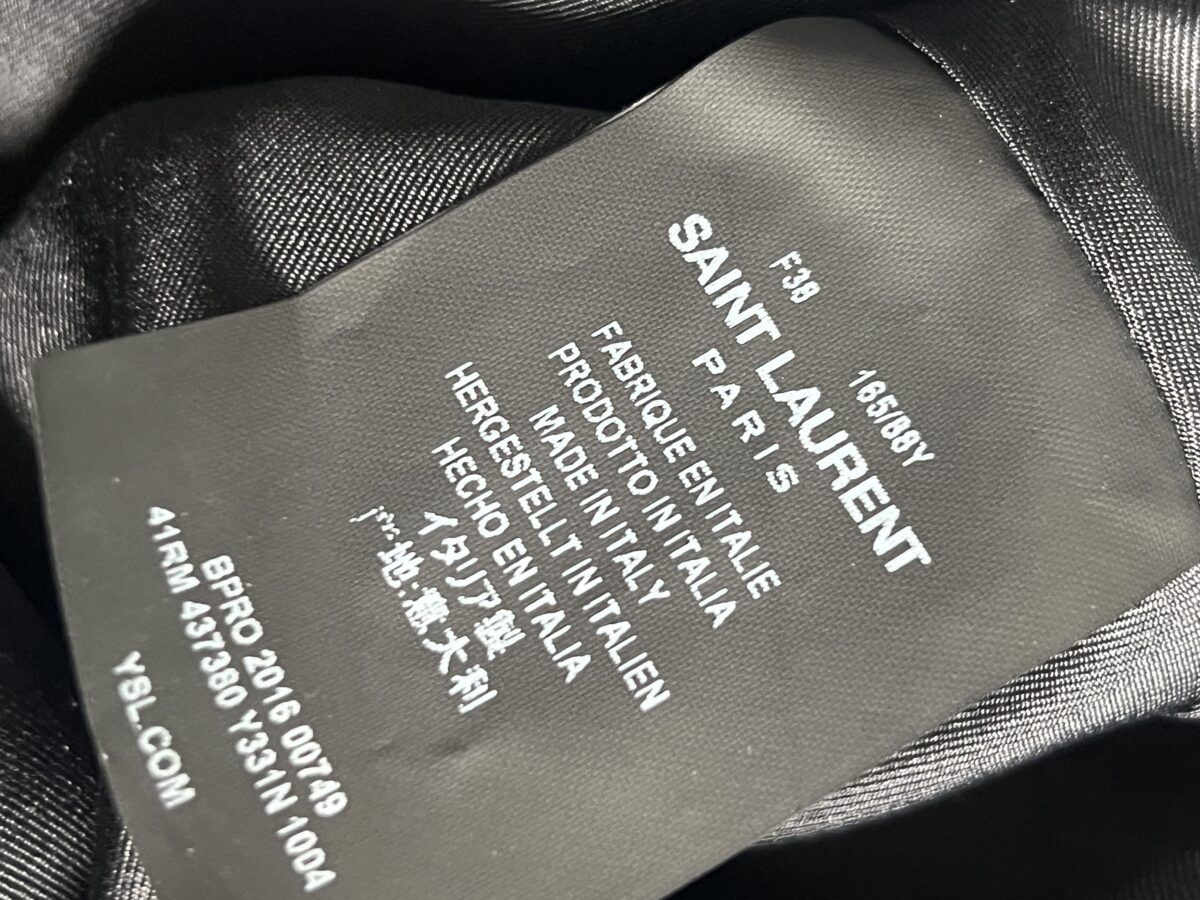 F38 165/88Y
SAINT LAURENT
PARIS
FABRIQUE EN ITALIE
PRODOTTO IN ITALIA
MADE IN ITALY
HERGESTELLT IN ITALIEN
HECHO EN ITALIA
イタリア製
地:意大利
BPRO 2016 00749
41RM 437380 Y331N 1004
YSL.COM